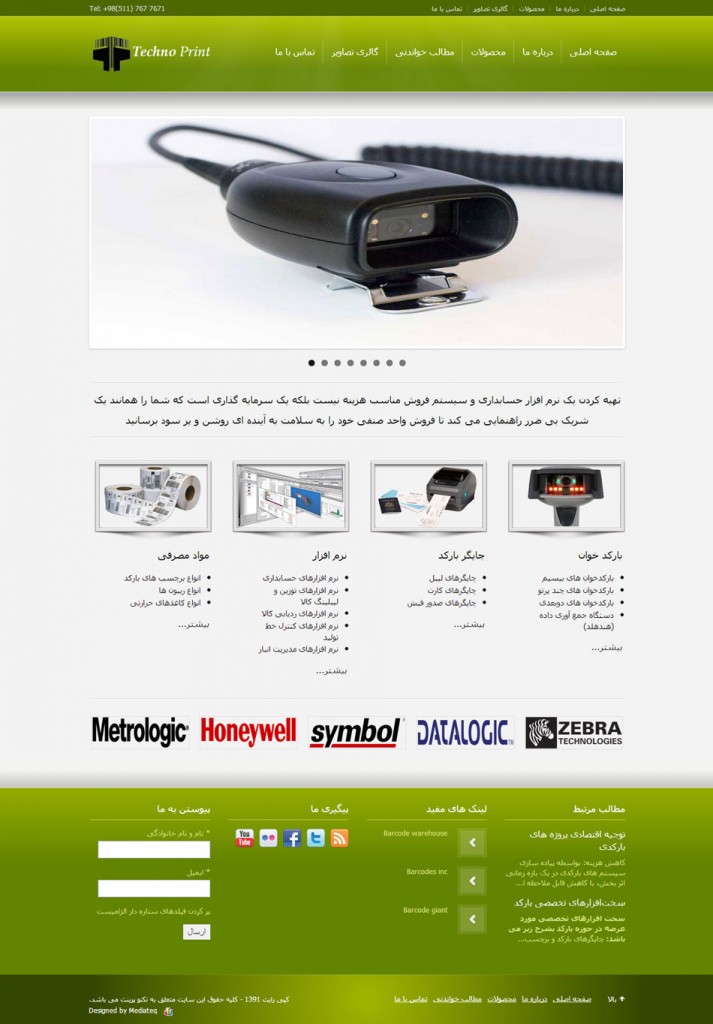 Tel: +98(511) 767 7671
صفحه اصلی درباره ما محصولات گالری تصاویر تماس با ما
Techno Print
صفحه اصلی درباره ما محصولات مطالب خواندنی گالری تصاویر تماس با ما
تهیه کردن یک نرم افزار حسابداری و سیستم فروش مناسب هزینه نیست بلکه یک سرمایه گذاری است که شما را همانند یک
شریک بی ضرر راهنمایی می کند تا فروش واحد صنفی خود را به سلامت به آینده ای روشن و پر سود برسانید
بارکد خوان
بارکدخوان های بیسیم
بارکدخوان های چند پرتو
بارکدخوان های دوبعدی
دستگاه جمع آوری داده
(هندهلد)
بیشتر...
چاپگر بارکد
چاپگرهای لیبل
چاپگرهای کارت
چاپگرهای صدور فیش
بیشتر...
نرم افزار
نرم افزارهای حسابداری
نرم افزارهای توزین و
لیبلینگ کالا
نرم افزارهای ردیابی کالا
نرم افزارهای کنترل خط
تولید
نرم افزارهای مدیریت انبار
بیشتر...
مواد مصرفی
انواع برچسب های بارکد
انواع ریبون ها
انواع کاغذهای حرارتی
بیشتر...
Metrologic Honeywell symbol DATALOGIC ZEBRA
TECHNOLOGIES
مطالب مرتبط
توجیه اقتصادی پروژه های
بارکدی
کاهش هزینه: بواسطه پیاده سازی
سیستم های بارکدی در یک بازه زمانی
اثر بخش، با کاهش قابل ملاحظه ا...
سخت‌افزارهای تخصصی بارکد
سخت افزارهای تخصصی مورد
عرضه در حوزه بارکد بشرح زیر می
باشد: چاپگرهای بارکد و برچسب...
لینک های مفید
Barcode warehouse
Barcodes inc
Barcode giant
پیگیری ما
You
Tube
پیوستن به ما
* نام و نام خانوادگی
* ایمیل
پر کردن فیلدهای ستاره دار الزامیست
ارسال
بالا
صفحه اصلی درباره ما محصولات مطالب خواندنی تماس با ما
کپی رایت 1391 - کلیه حقوق این سایت متعلق به تکنو پرینت می باشد.
Designed by Mediateq